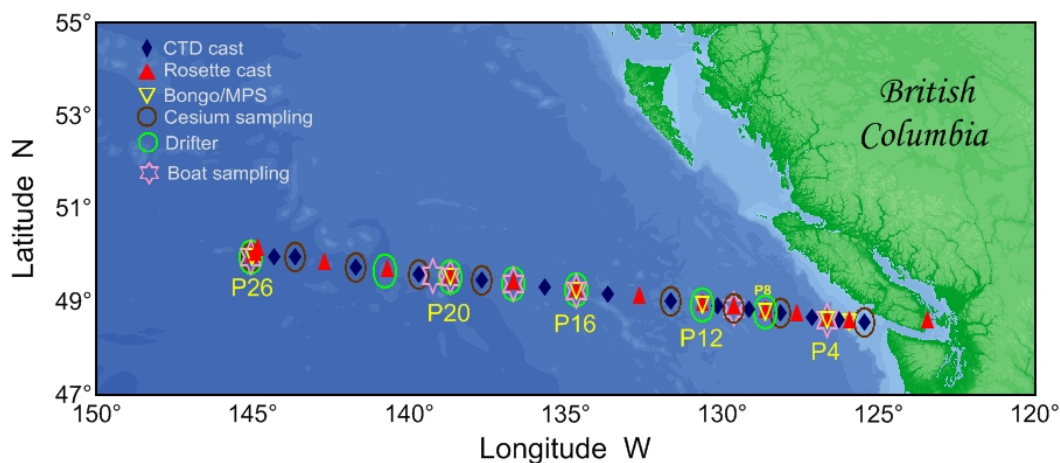 55°
53°
51°
49°
47°
Latitude N
CTD cast
Rosette cast
Bongo/MPS
Cesium sampling
Drifter
Boat sampling
British
Columbia
P26
P20
P16
P12
P8
P4
150°
145°
140°
135°
130°
125°
120°
Longitude W